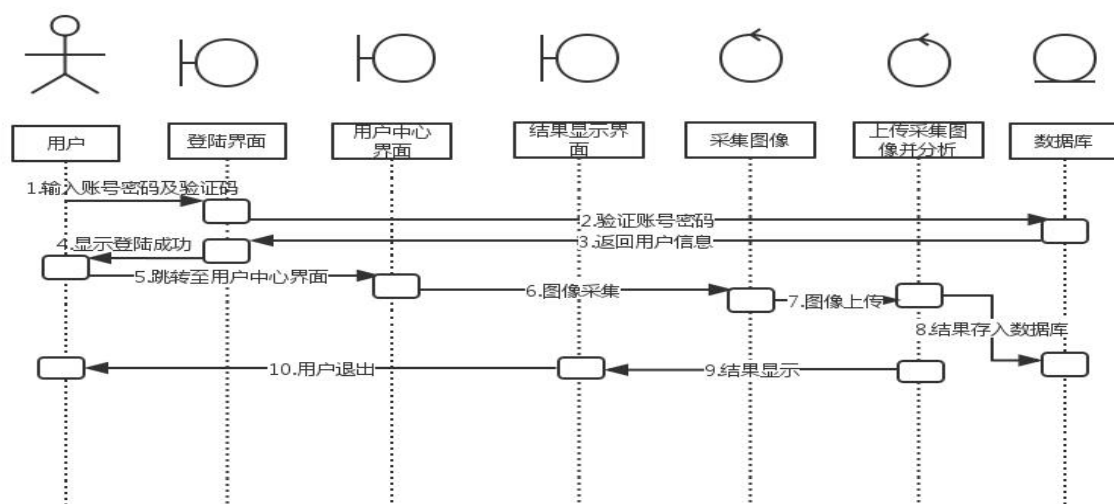 用户
登陆界面
用户中心
界面
结果显示界
面
采集图像
上传采集图
像并分析
数据库
1.输入账号密码及验证码
2.验证账号密码
3.返回用户信息
4.显示登陆成功
5.跳转至用户中心界面
6.图像采集
7.图像上传
8.结果存入数据库
9.结果显示
10.用户退出